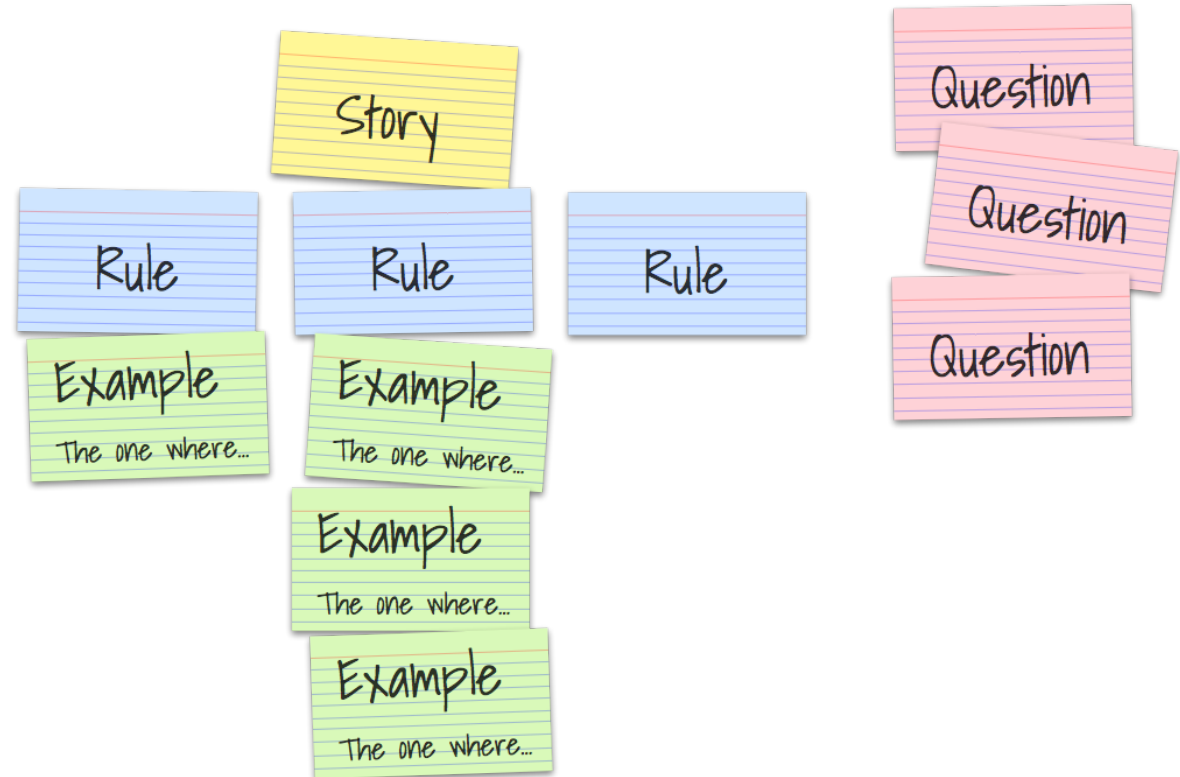 Story
Rule
Rule
Rule
Example
The one where...
Example
The one where...
Example
The one where...
Example
The one where...
Question
Question
Question